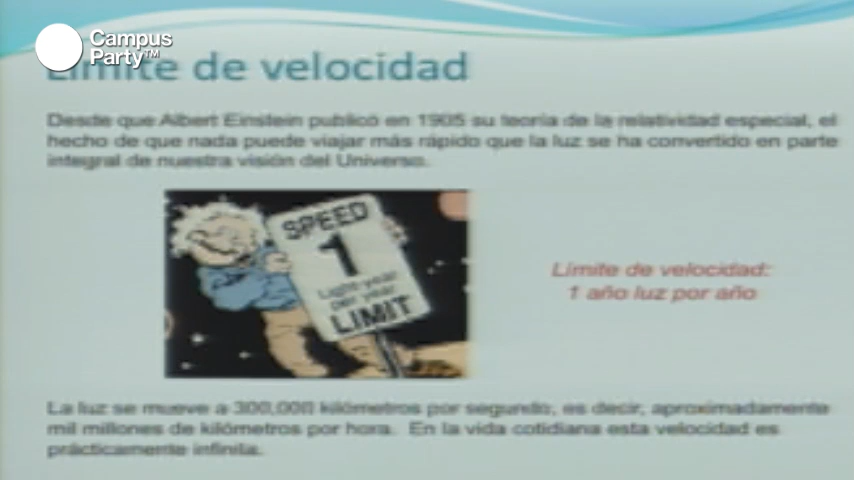 Campus
Party™
Límite de velocidad
Desde que Albert Einstein publicó en 1905 su teoría de la relatividad especial, el
hecho de que nada puede viajar más rápido que la luz se ha convertido en parte
integral de nuestra visión del Universo.
SPEED
1
Light-year
per year
LIMIT
Límite de velocidad:
1 año luz por año
La luz se mueve a 300,000 kilómetros por segundo, es decir, aproximadamente
mil millones de kilómetros por hora. En la vida cotidiana esta velocidad es
prácticamente infinita.